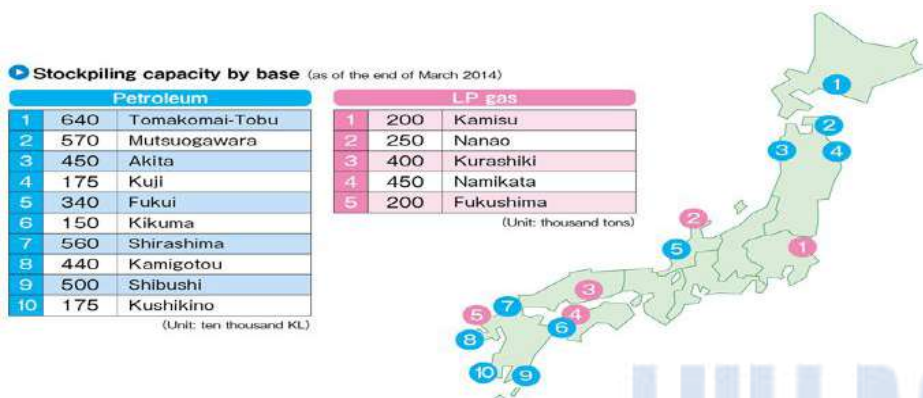 Stockpiling capacity by base (as of the end of March 2014)
Petroleum
1 640 Tomakomai-Tobu
2 570 Mutsuogawara
3 450 Akita
4 175 Kuji
5 340 Fukui
6 150 Kikuma
7 560 Shirashima
8 440 Kamigotou
9 500 Shibushi
10 175 Kushikino
(Unit: ten thousand KL)
LP gas
1 200 Kamisu
2 250 Nanao
3 400 Kurashiki
4 450 Namikata
5 200 Fukushima
(Unit: thousand tons)
1
2
3 4
2
5 1
3
7
5 4
6
8
10 9